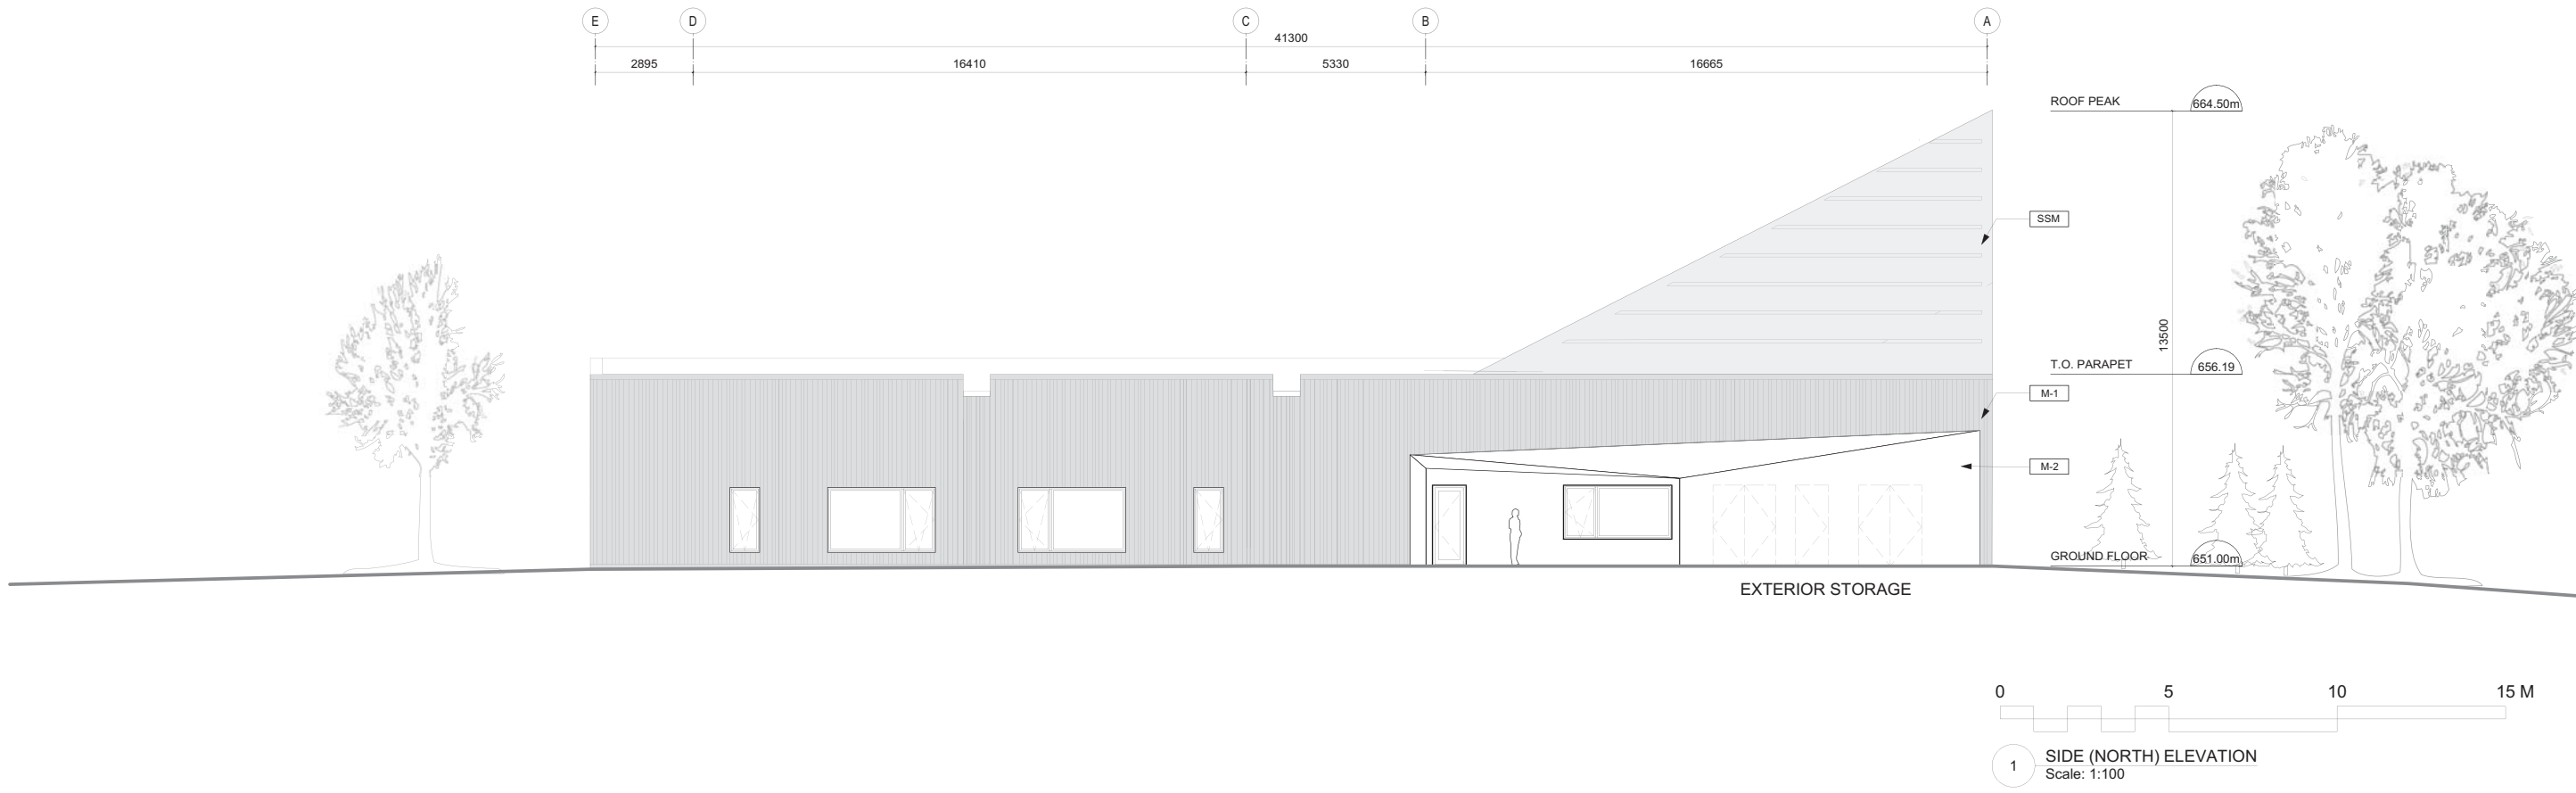 E D C B A
41300
2895 16410 5330 16665
ROOF PEAK 664.50m
SSM
13500
T.O. PARAPET 656.19
M-1
M-2
GROUND FLOOR 651.00m
EXTERIOR STORAGE
0 5 10 15 M
1 SIDE (NORTH) ELEVATION
Scale: 1:100